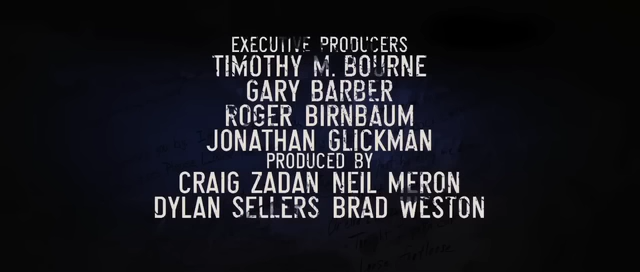 EXECUTIVE PRODUCERS
TIMOTHY M. BOURNE
GARY BARBER
ROGER BIRNBAUM
JONATHAN GLICKMAN
PRODUCED BY
CRAIG ZADAN NEIL MERON
DYLAN SELLERS BRAD WESTON